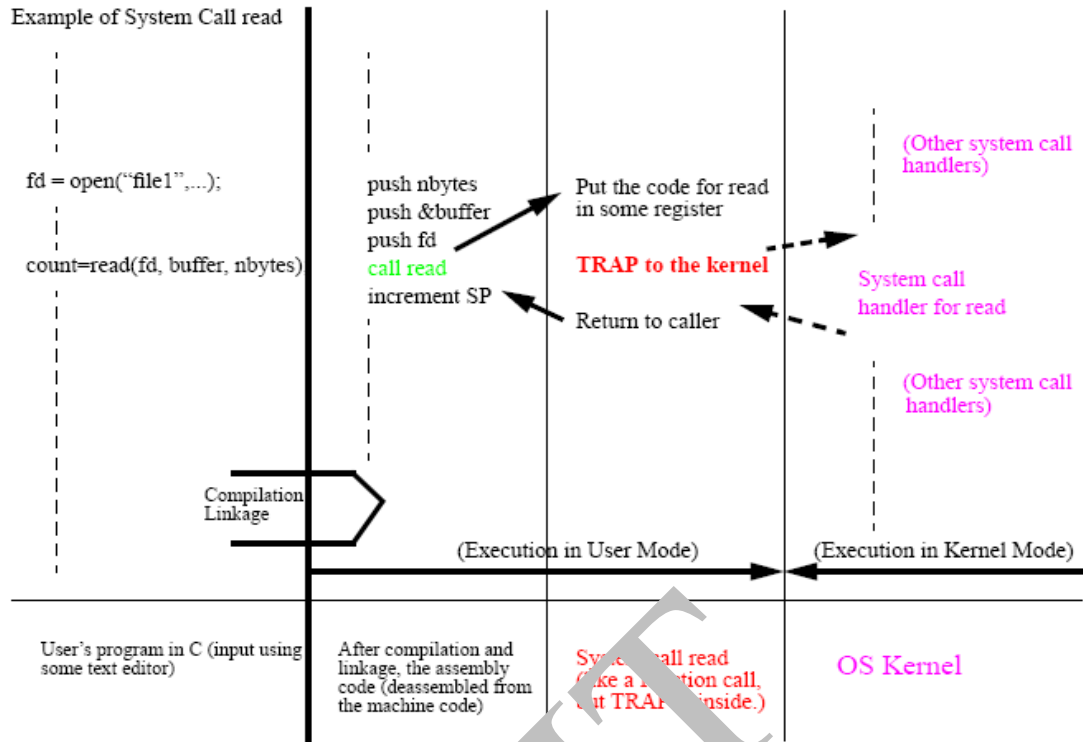 Example of System Call read
fd = open(“file1”,...);
count=read(fd, buffer, nbytes)
push nbytes
push &buffer
push fd
call read
increment SP
Put the code for read
in some register
TRAP to the kernel
Return to caller
(Other system call
handlers)
System call
handler for read
(Other system call
handlers)
Compilation
Linkage
(Execution in User Mode)
(Execution in Kernel Mode)
User’s program in C (input using
some text editor)
After compilation and
linkage, the assembly
code (deassembled from
the machine code)
call read
(like a function call,
but TRAP inside.)
OS Kernel